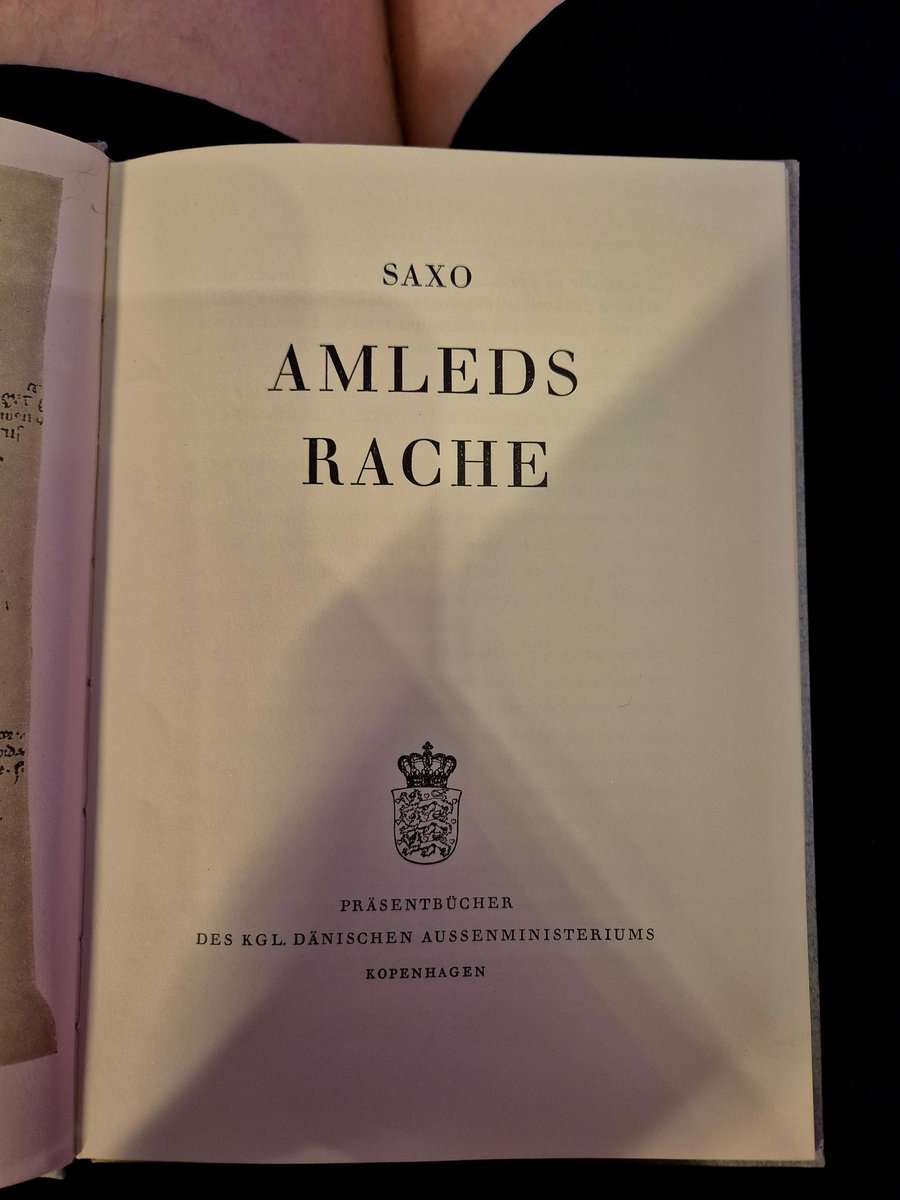 SAXO
AMLEDS
RACHE
PRÄSENTBÜCHER
DES KGL. DÄNISCHEN AUSSENMINISTERIUMS
KOPENHAGEN